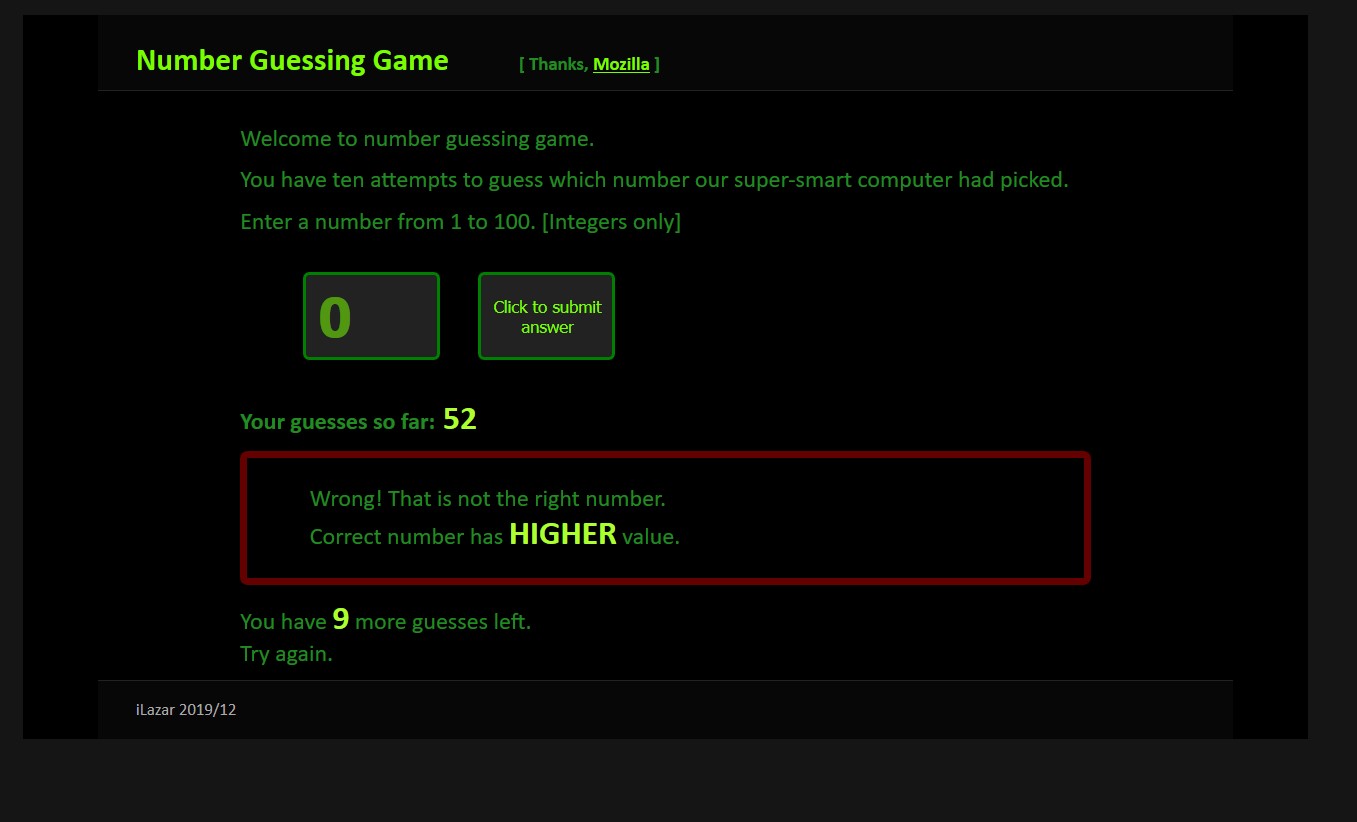 Number Guessing Game [ Thanks, Mozilla ]
Welcome to number guessing game.
You have ten attempts to guess which number our super-smart computer had picked.
Enter a number from 1 to 100. [Integers only]
0
Click to submit
answer
Your guesses so far: 52
Wrong! That is not the right number.
Correct number has HIGHER value.
You have 9 more guesses left.
Try again.
iLazar 2019/12